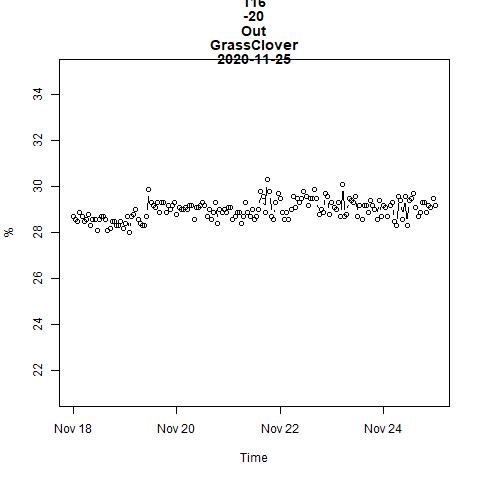 T16
-20
Out
GrassClover
2020-11-25
34
32
30
28
26
24
22
%
Nov 18
Nov 20
Nov 22
Nov 24
Time